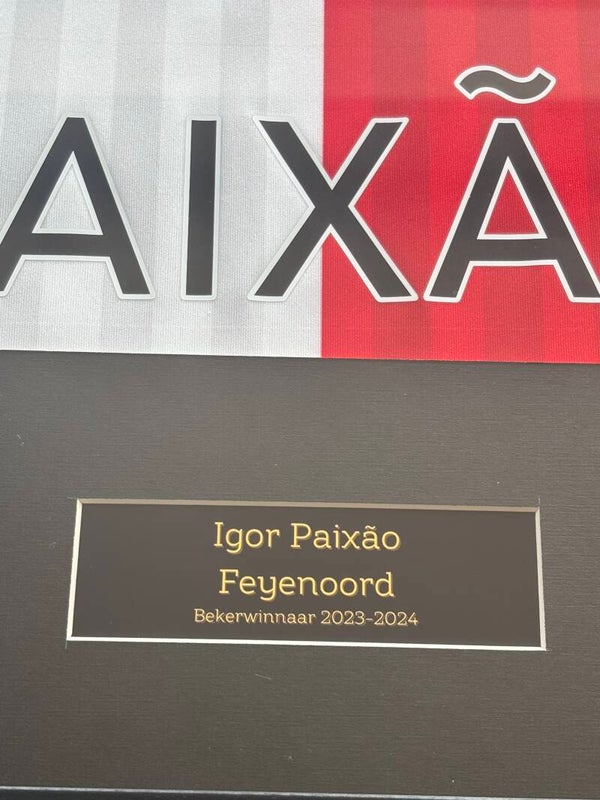 AIXÃ
Igor Paixão
Feyenoord
Bekerwinnaar 2023-2024